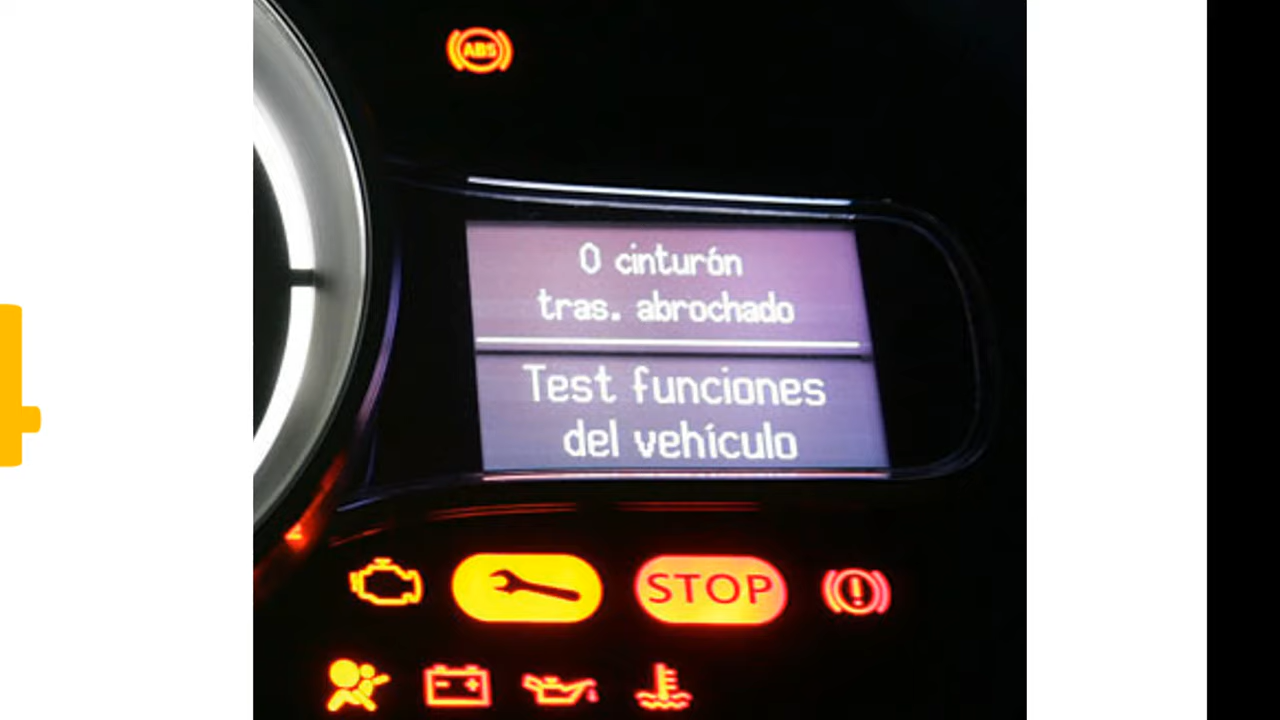 ABS
0 cinturón
tras. abrochado
Test funciones
del vehículo
STOP